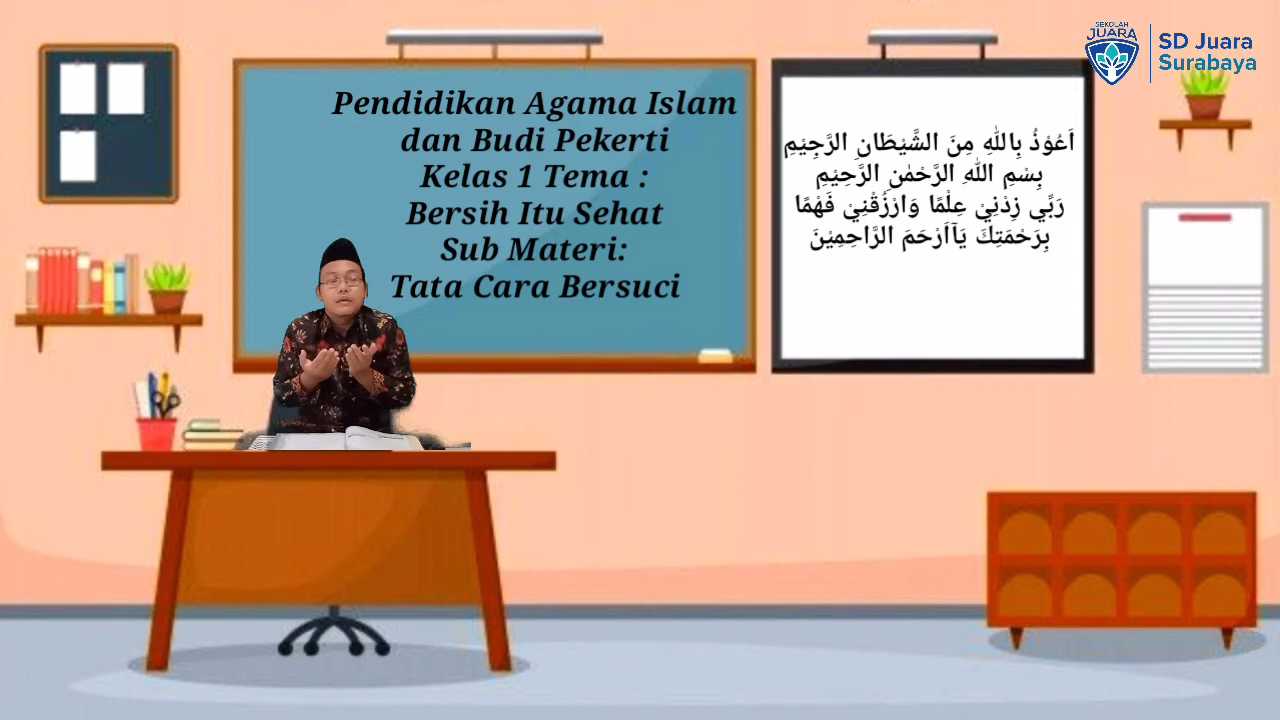 Pendidikan Agama Islam
dan Budi Pekerti
Kelas 1 Tema :
Bersih Itu Sehat
Sub Materi:
Tata Cara Bersuci
اَعُوْذُ بِاللّٰهِ مِنَ الشَّيْطَانِ الرَّجِيْمِ
بِسْمِ اللّٰهِ الرَّحْمٰنِ الرَّحِيْمِ
رَبِّي زِدْنِيْ عِلْمًا وَارْزُقْنِيْ فَهْمًا
بِرَحْمَتِكَ يَآاَرْحَمَ الرَّاحِمِيْنَ
SEKOLAH
JUARA
SD Juara
Surabaya